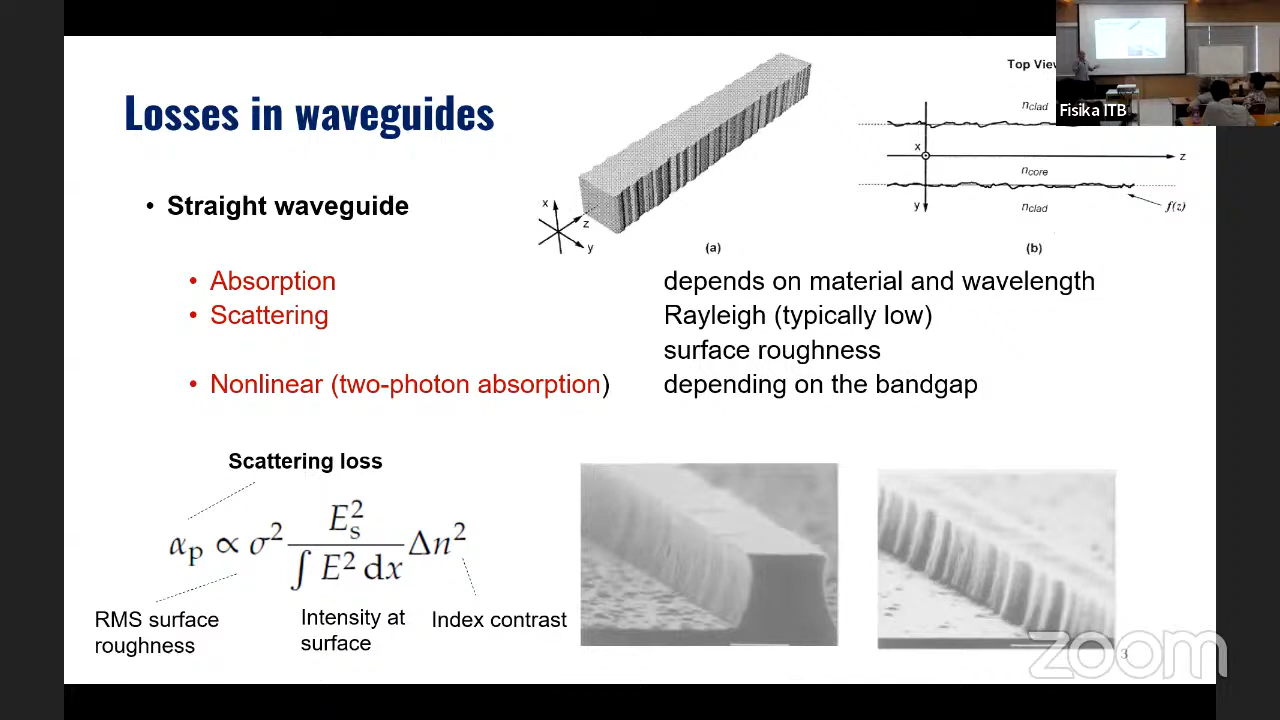 Losses in waveguides
Top View
n_clad
Fisika ITB
x
z
n_core
n_clad
y
f(z)
x
z
y
(a)
(b)
• Straight waveguide
• Absorption depends on material and wavelength
• Scattering Rayleigh (typically low)
surface roughness
• Nonlinear (two-photon absorption) depending on the bandgap
Scattering loss
α_p ∝ σ² E_s² / ∫ E² dx Δn²
RMS surface roughness
Intensity at surface
Index contrast
3
zoom